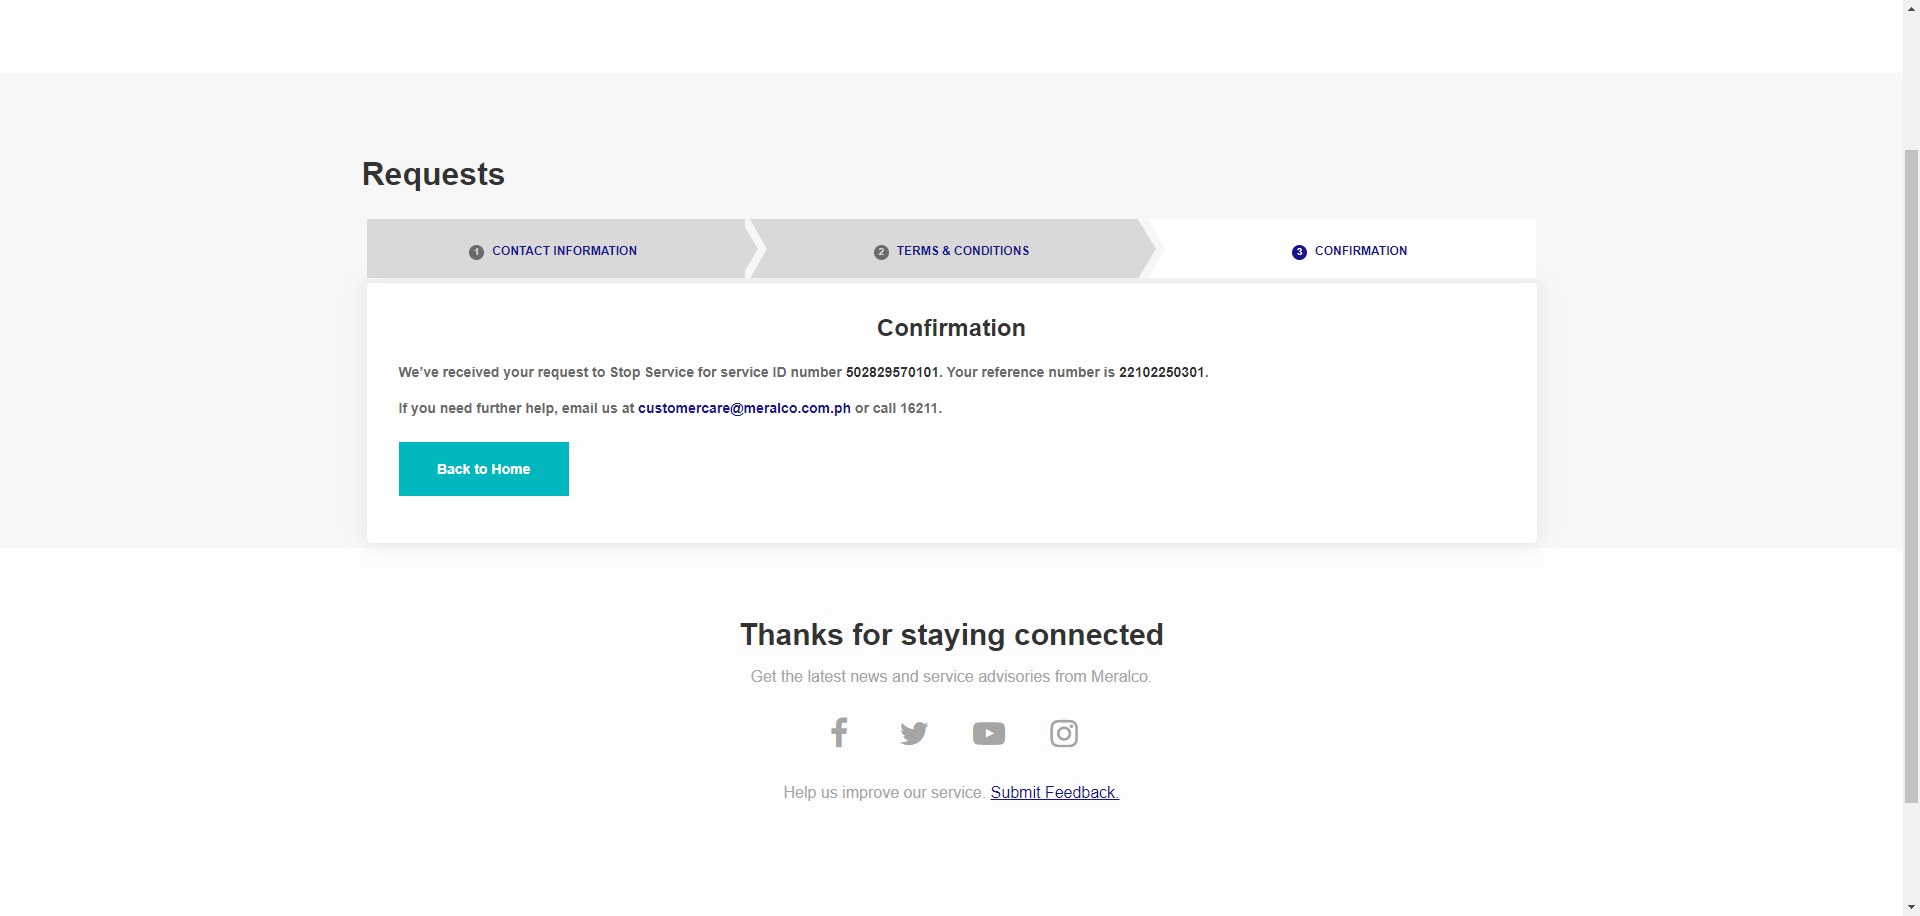 Requests
1 CONTACT INFORMATION
2 TERMS & CONDITIONS
3 CONFIRMATION
Confirmation
We’ve received your request to Stop Service for service ID number 502829570101. Your reference number is 22102250301.
If you need further help, email us at customercare@meralco.com.ph or call 16211.
Back to Home
Thanks for staying connected
Get the latest news and service advisories from Meralco.
Help us improve our service. Submit Feedback.